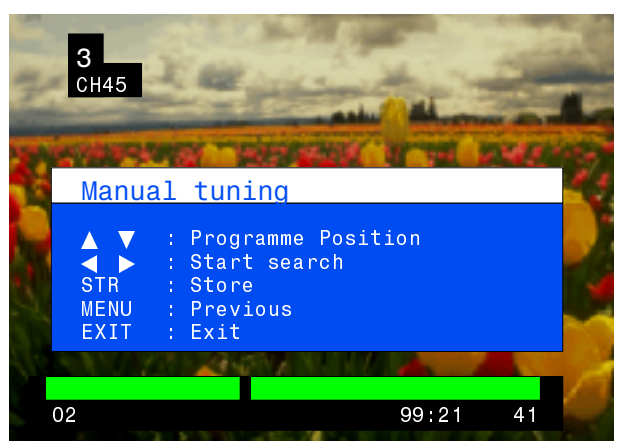 3
CH45
Manual tuning
▲ ▼ : Programme Position
◀ ▶ : Start search
STR : Store
MENU : Previous
EXIT : Exit
02 99:21 41